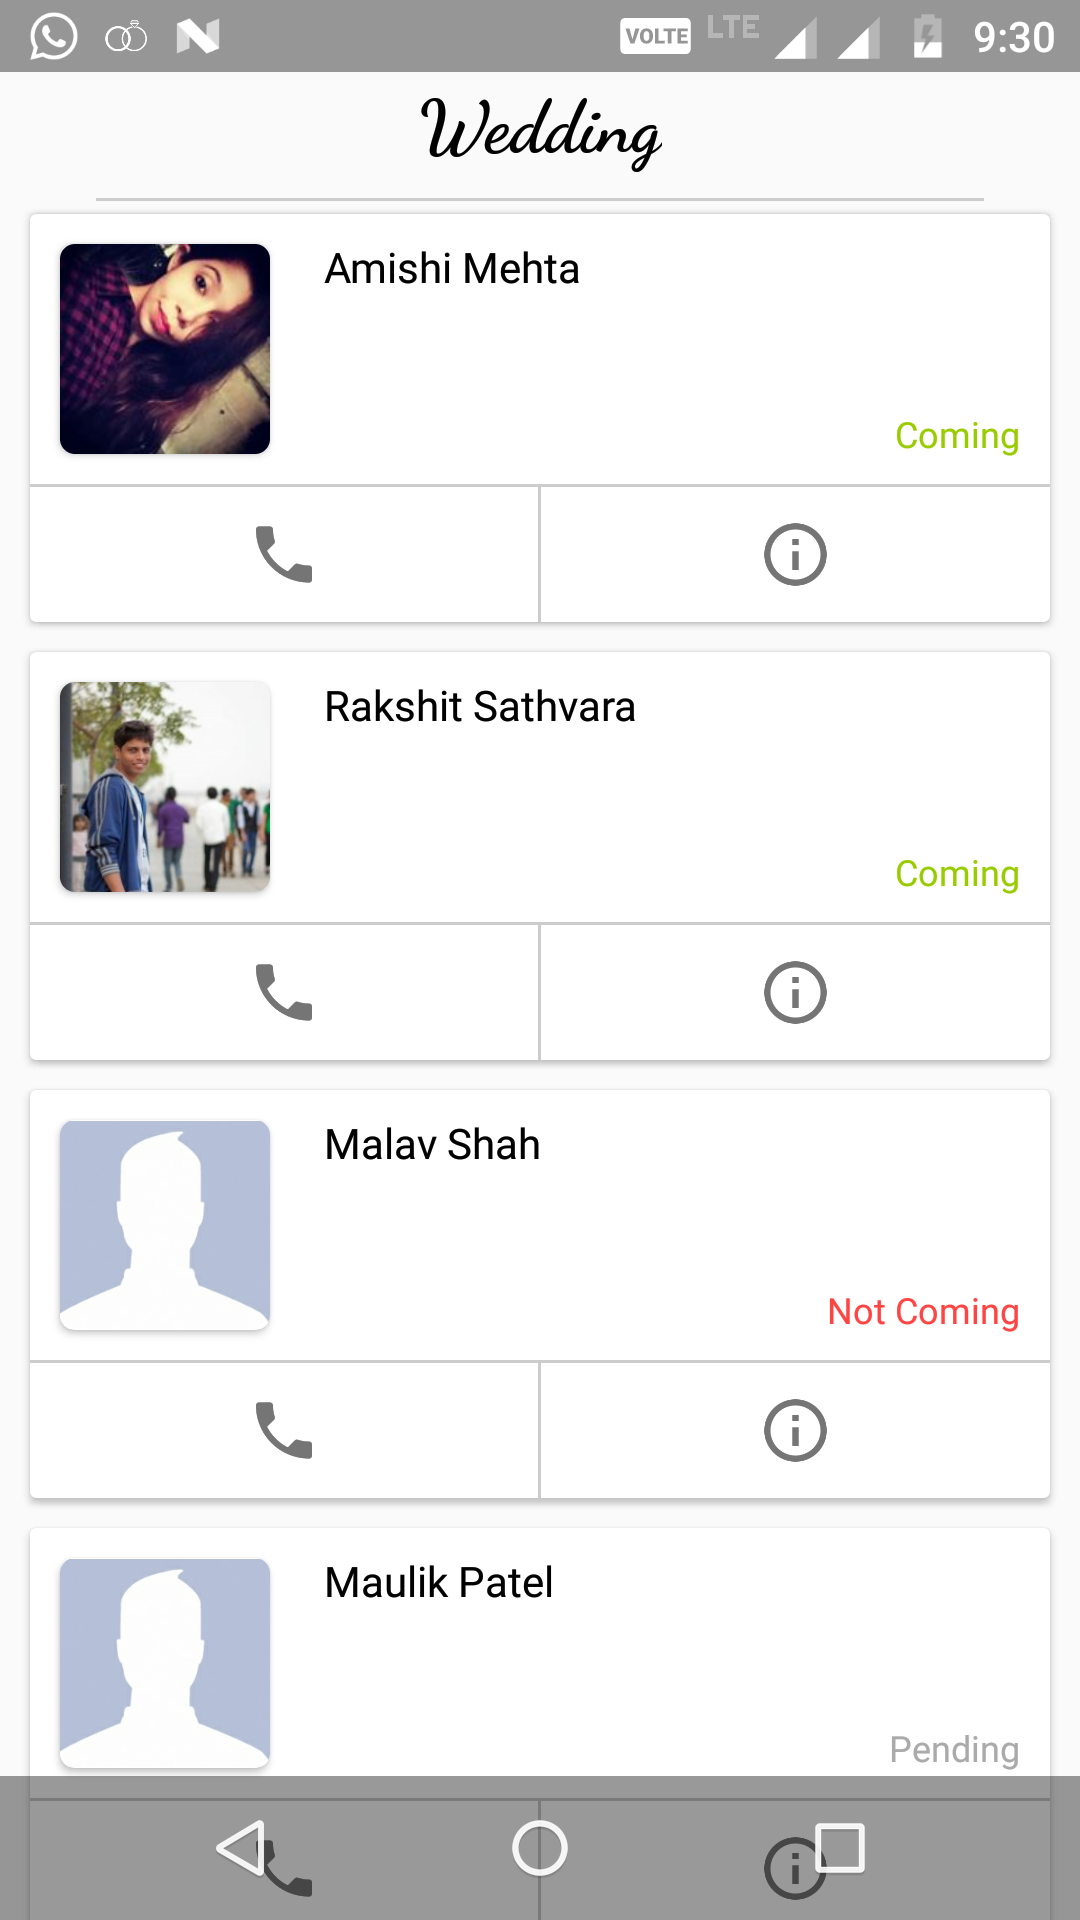 VOLTE LTE 9:30
Wedding
Amishi Mehta
Coming
Rakshit Sathvara
Coming
Malav Shah
Not Coming
Maulik Patel
Pending